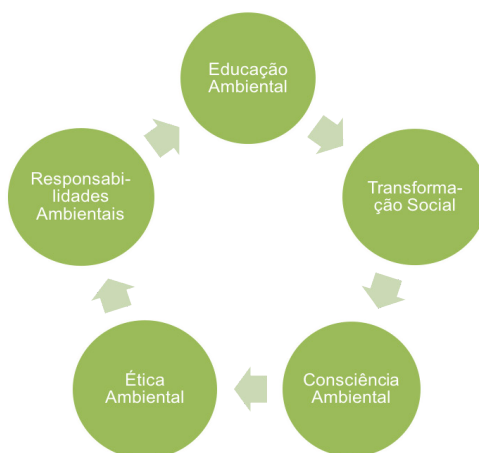 Educação
Ambiental
Transforma-
ção Social
Consciência
Ambiental
Ética
Ambiental
Responsabi-
lidades
Ambientais